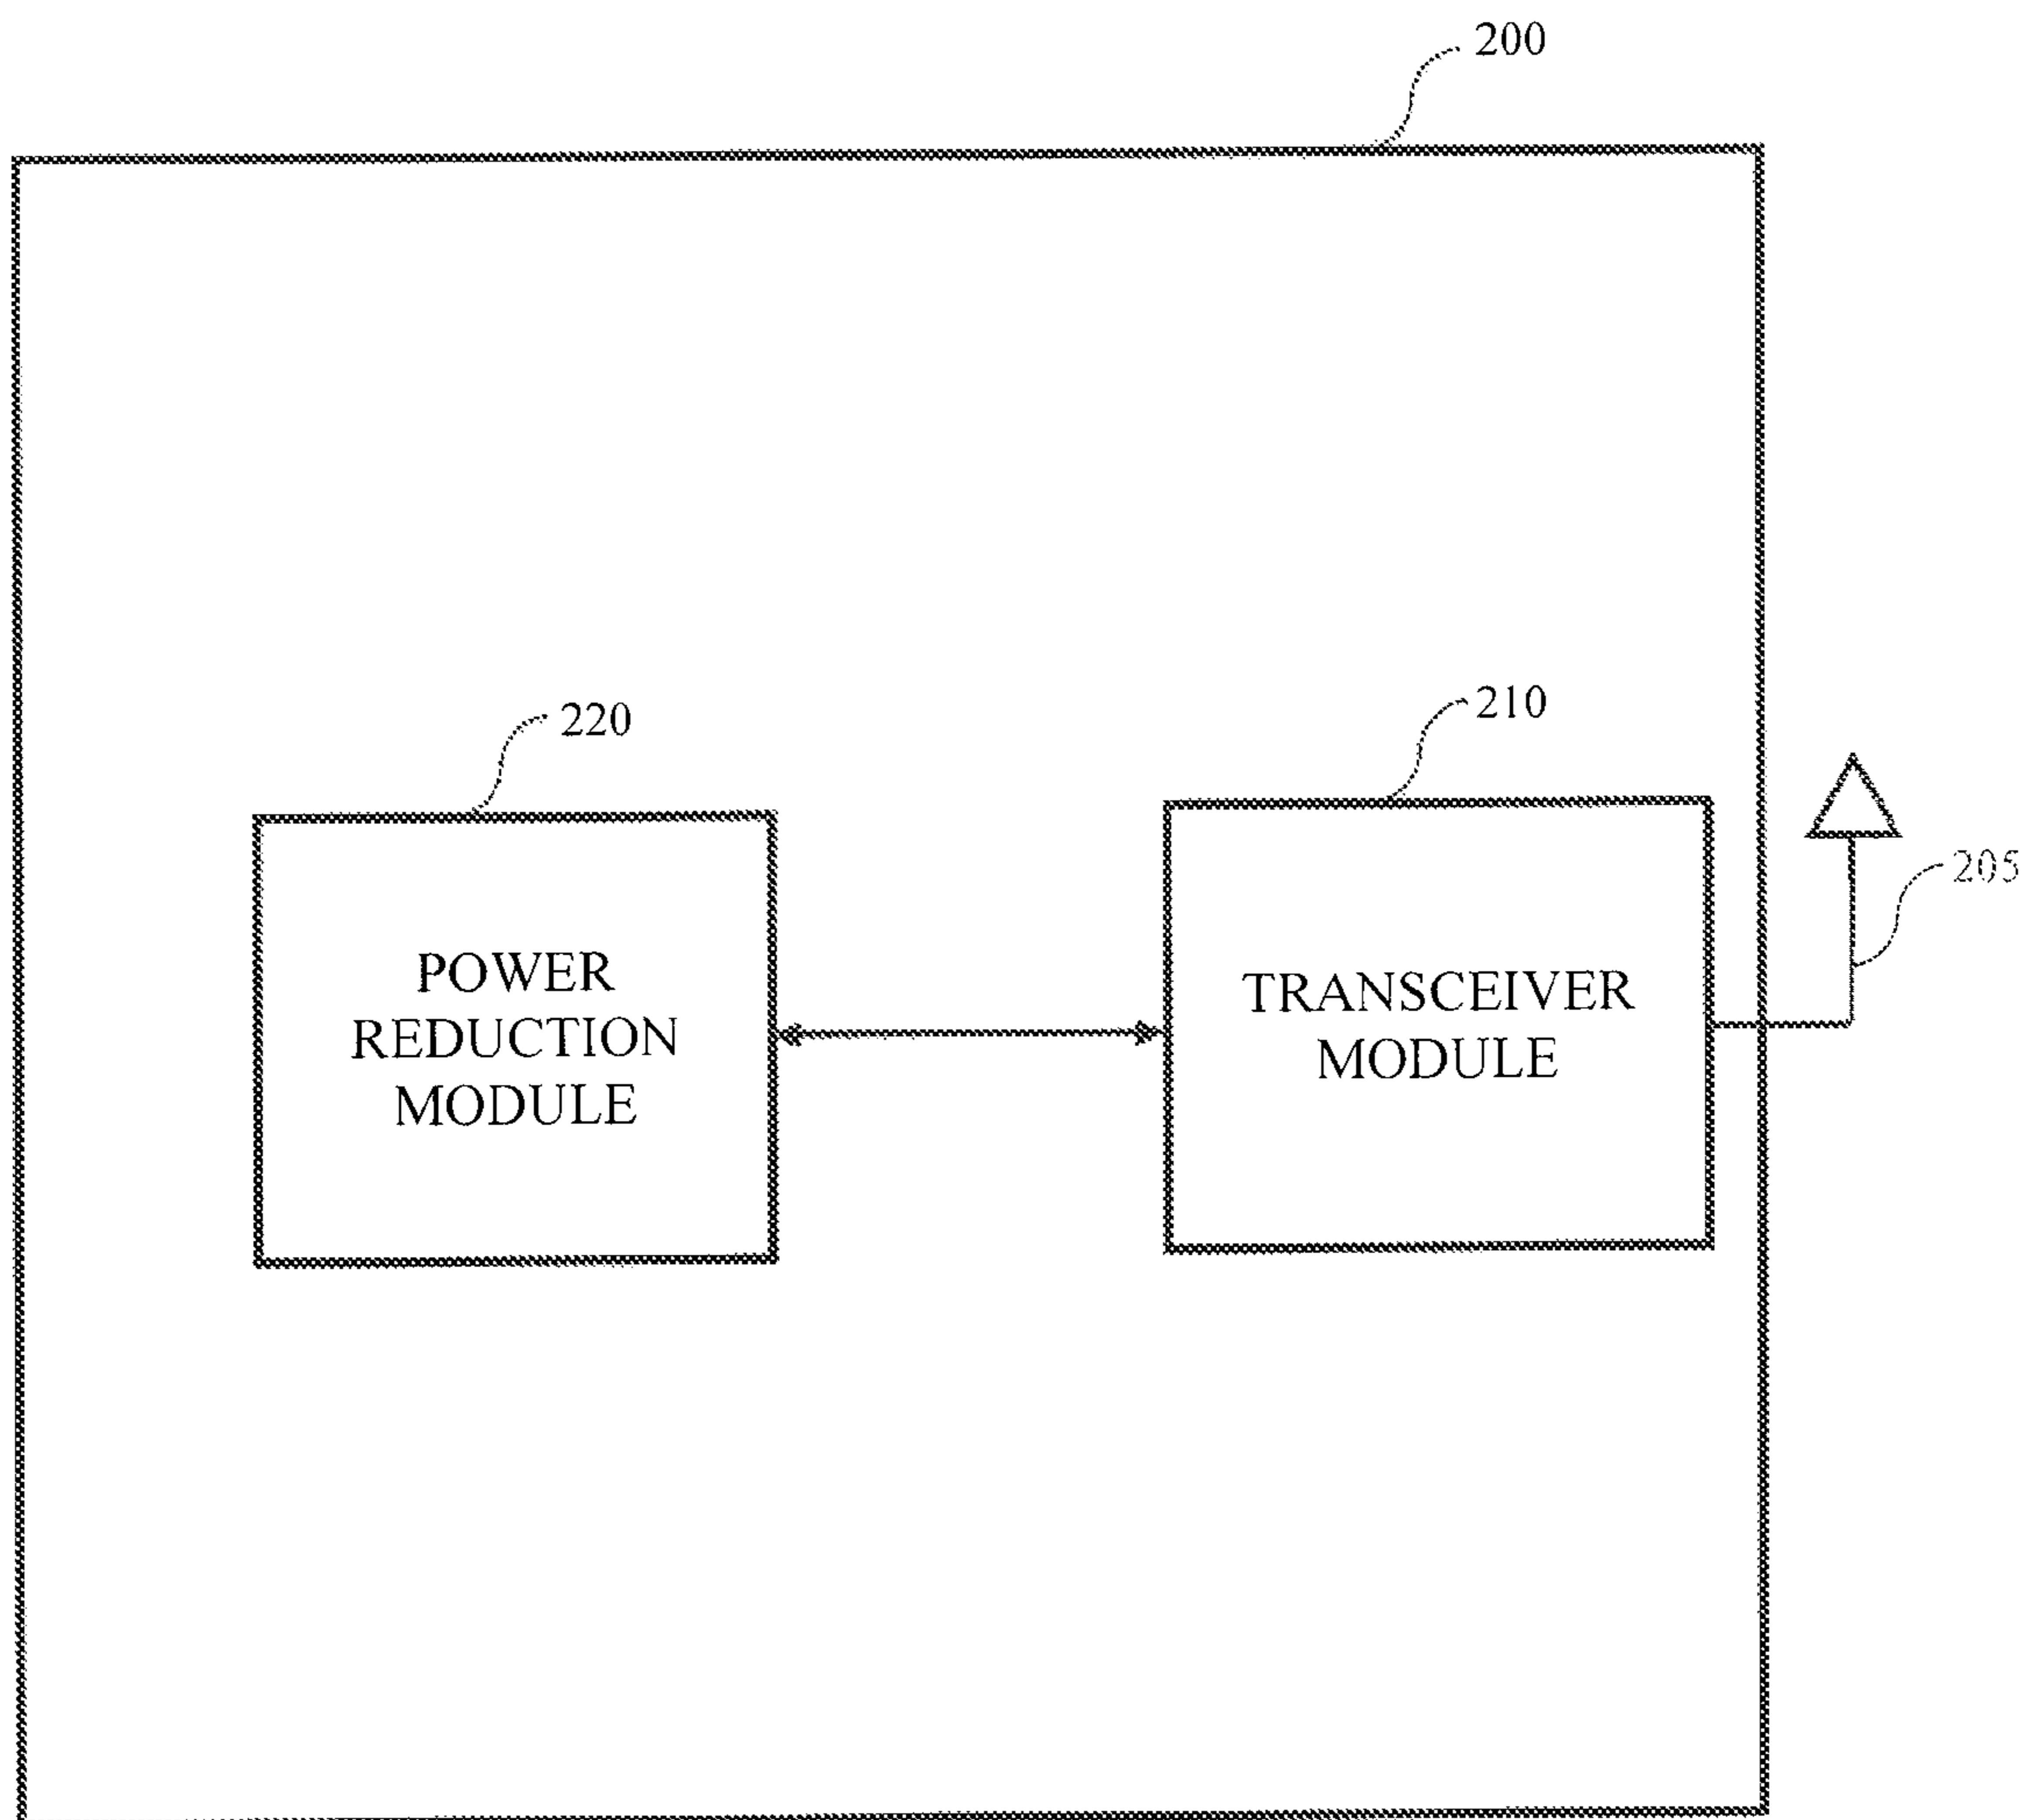 200
220
210
205
POWER
REDUCTION
MODULE
TRANSCEIVER
MODULE